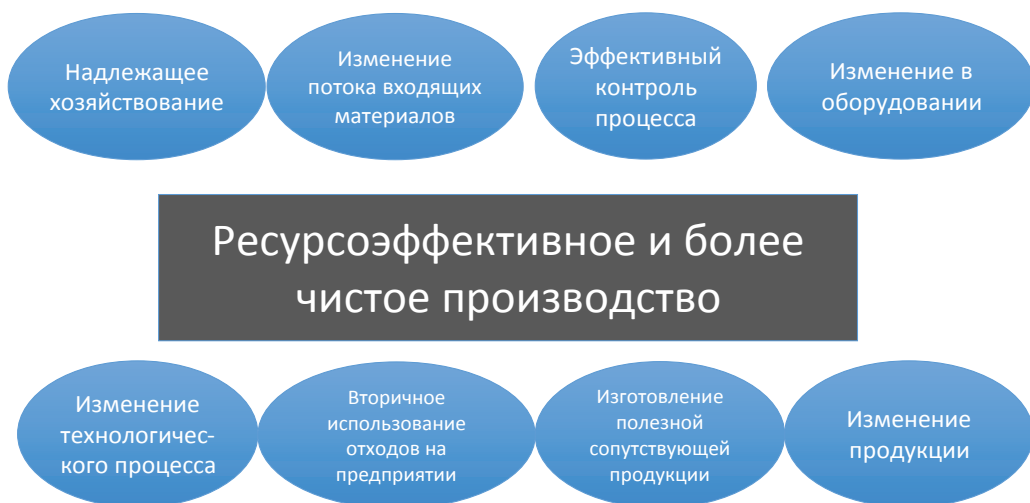 Надлежащее
хозяйствование
Изменение
потока входящих
материалов
Эффективный
контроль
процесса
Изменение в
оборудовании
Ресурсоэффективное и более
чистое производство
Изменение
технологичес-
кого процесса
Вторичное
использование
отходов на
предприятии
Изготовление
полезной
сопутствующей
продукции
Изменение
продукции